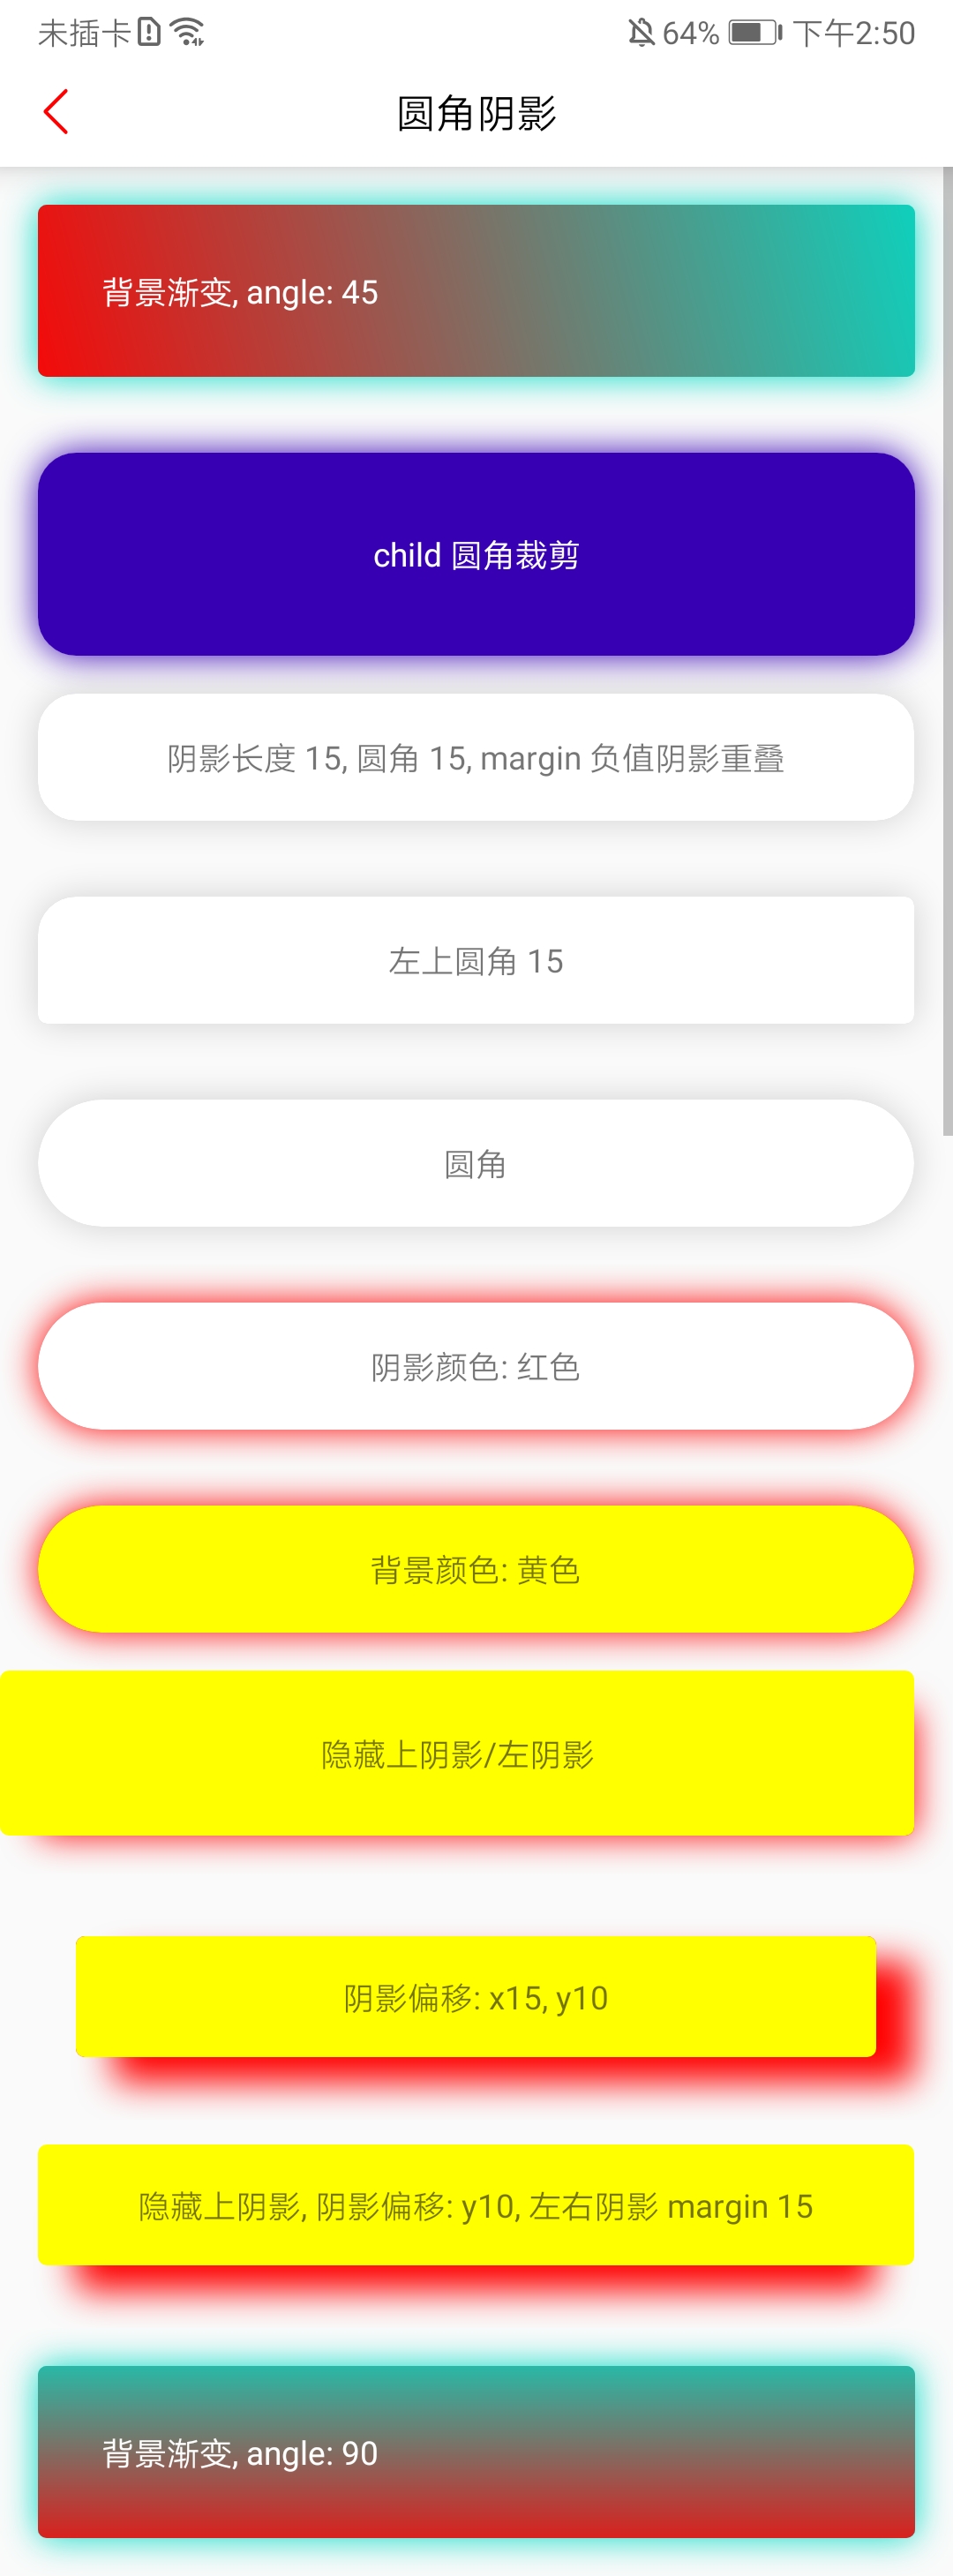 未插卡 64% 下午2:50
圆角阴影
背景渐变, angle: 45
child 圆角裁剪
阴影长度 15, 圆角 15, margin 负值阴影重叠
左上圆角 15
圆角
阴影颜色: 红色
背景颜色: 黄色
隐藏上阴影/左阴影
阴影偏移: x15, y10
隐藏上阴影, 阴影偏移: y10, 左右阴影 margin 15
背景渐变, angle: 90